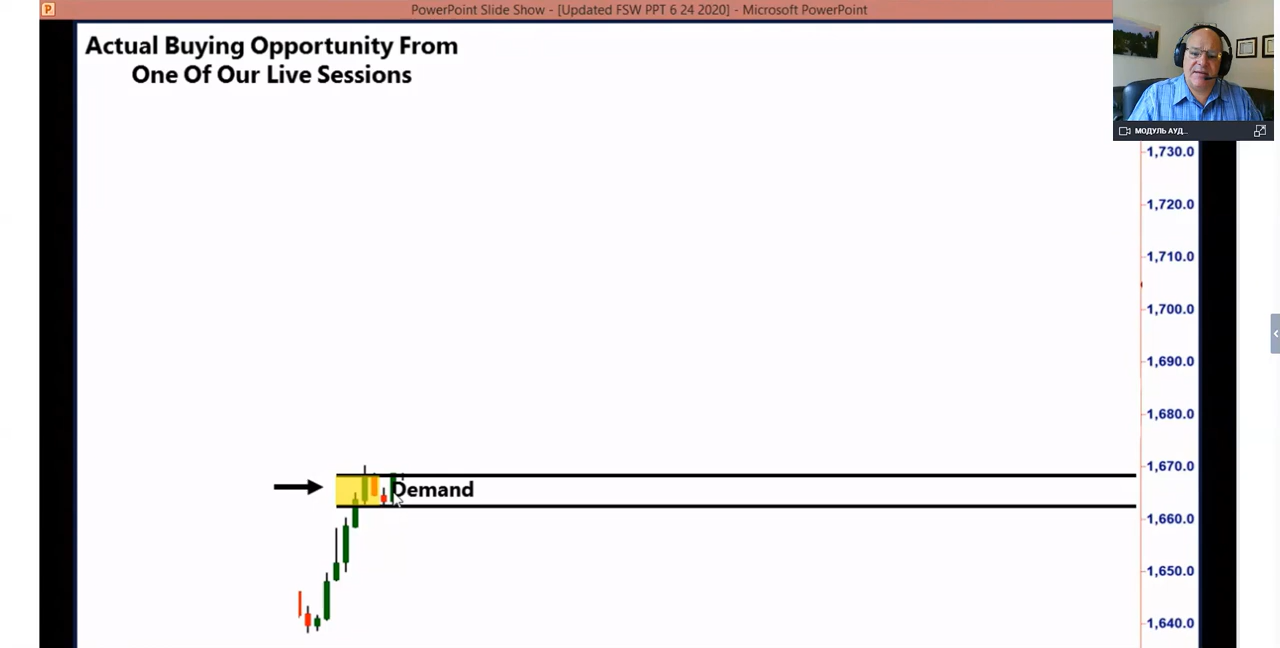 PowerPoint Slide Show - [Updated FSW PPT 6 24 2020] - Microsoft PowerPoint
Actual Buying Opportunity From
One Of Our Live Sessions
МОДУЛЬ АУД...
1,730.0
1,720.0
1,710.0
1,700.0
1,690.0
1,680.0
1,670.0
Demand
1,660.0
1,650.0
1,640.0